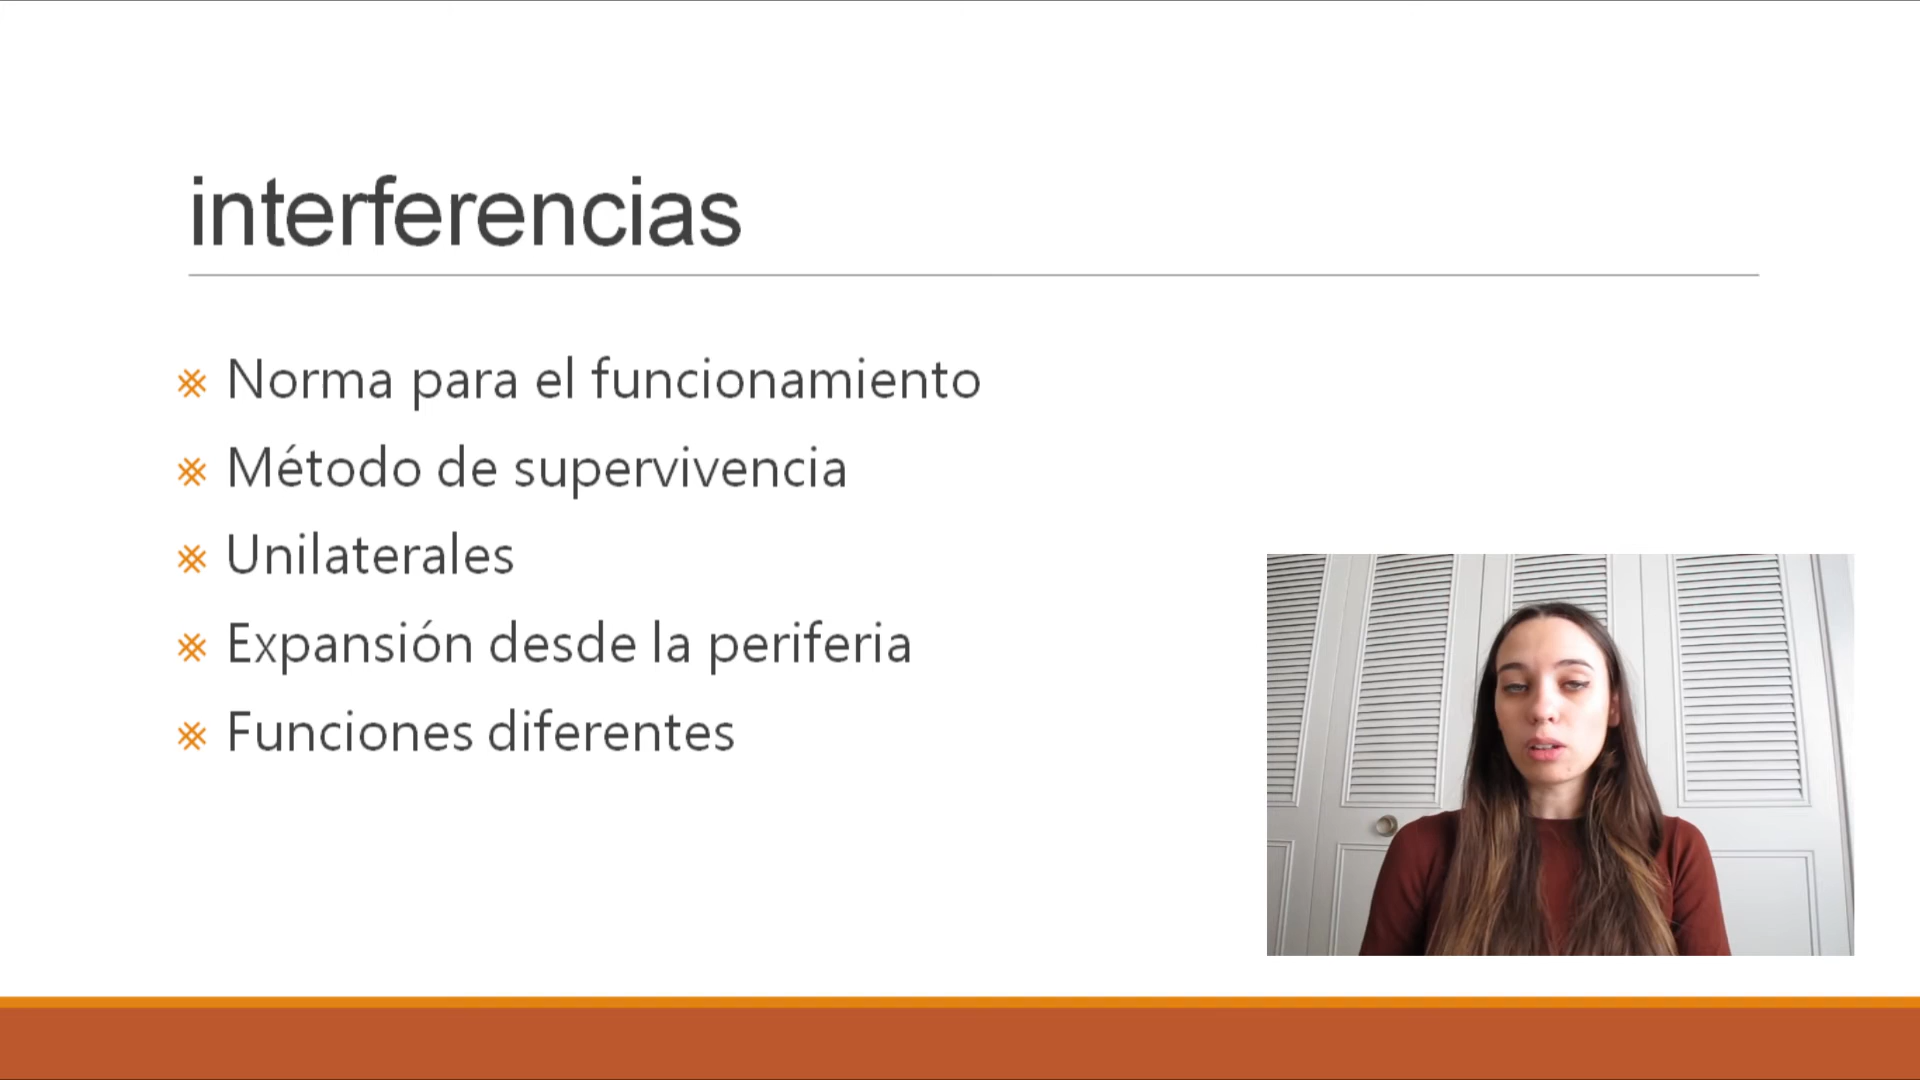 interferencias
Norma para el funcionamiento
Método de supervivencia
Unilaterales
Expansión desde la periferia
Funciones diferentes